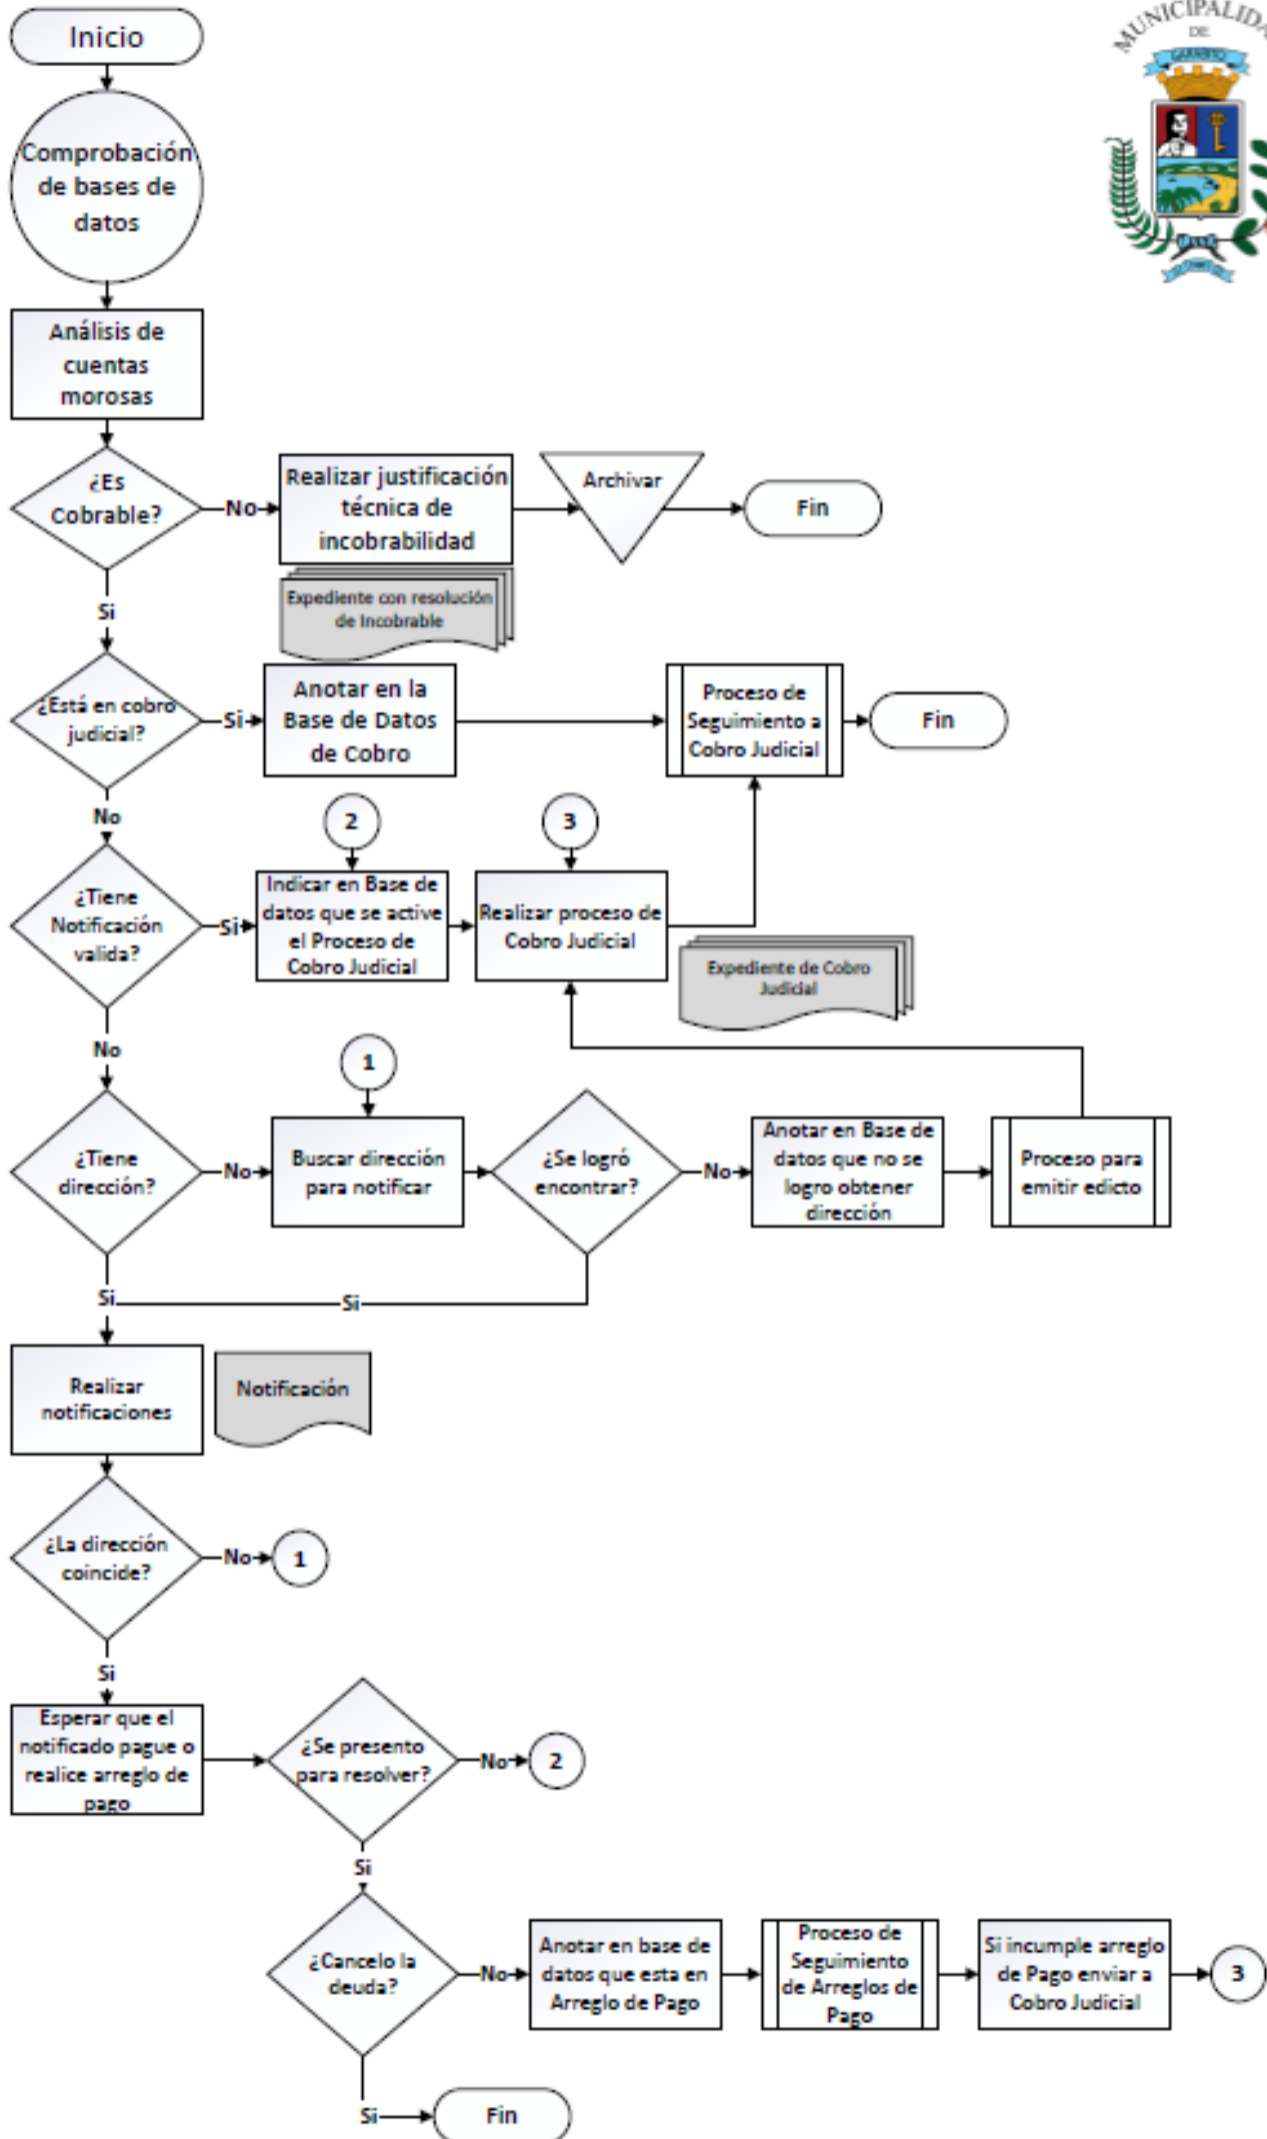 MUNICIPALIDA
DE
GARABITO
Inicio
Comprobación
de bases de
datos
Análisis de
cuentas
morosas
¿Es
Cobrable?
No
Realizar justificación
técnica de
incobrabilidad
Archivar
Fin
Expediente con resolución
de Incobrable
Si
¿Está en cobro
judicial?
Si
Anotar en la
Base de Datos
de Cobro
Proceso de
Seguimiento a
Cobro Judicial
Fin
No
2
3
¿Tiene
Notificación
valida?
Si
Indicar en Base de
datos que se active
el Proceso de
Cobro Judicial
Realizar proceso de
Cobro Judicial
Expediente de Cobro
Judicial
No
1
¿Tiene
dirección?
No
Buscar dirección
para notificar
¿Se logró
encontrar?
No
Anotar en Base de
datos que no se
logro obtener
dirección
Proceso para
emitir edicto
Si
Si
Realizar
notificaciones
Notificación
¿La dirección
coincide?
No
1
Si
Esperar que el
notificado pague o
realice arreglo de
pago
¿Se presento
para resolver?
No
2
Si
¿Cancelo la
deuda?
No
Anotar en base de
datos que esta en
Arreglo de Pago
Proceso de
Seguimiento
de Arreglos de
Pago
Si incumple arreglo
de Pago enviar a
Cobro Judicial
3
Si
Fin